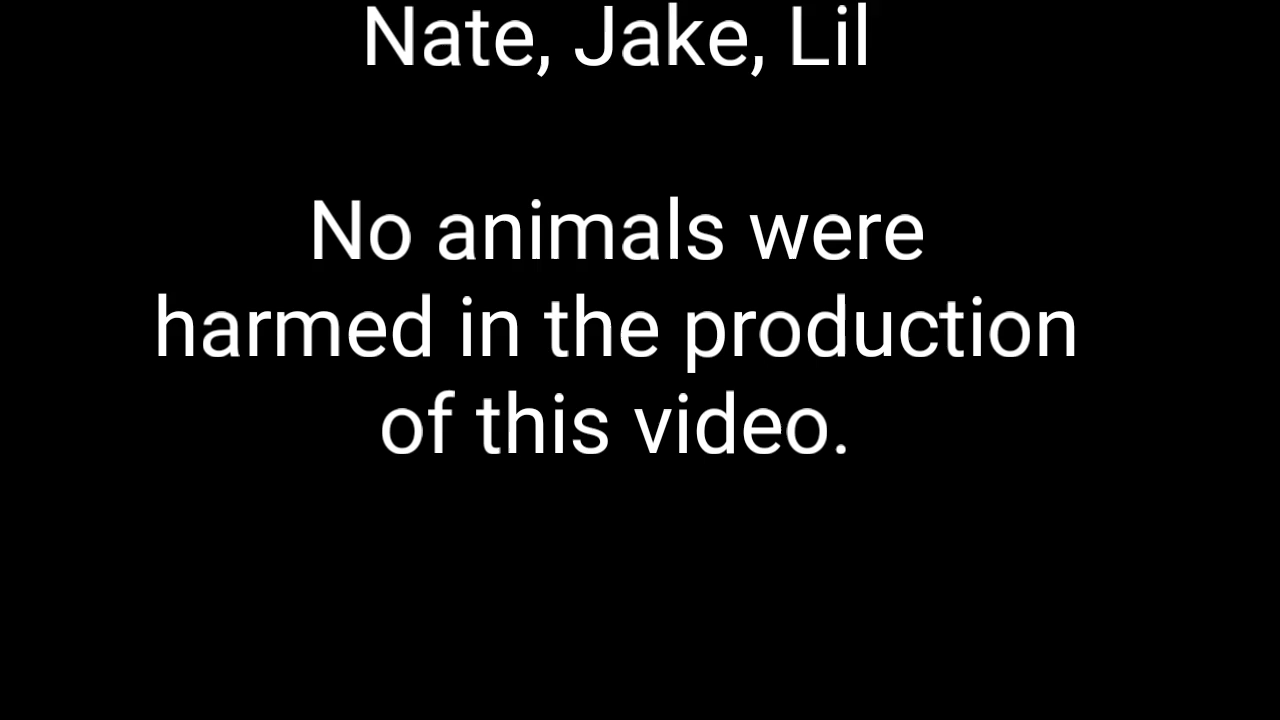 Nate, Jake, Lil
No animals were
harmed in the production
of this video.